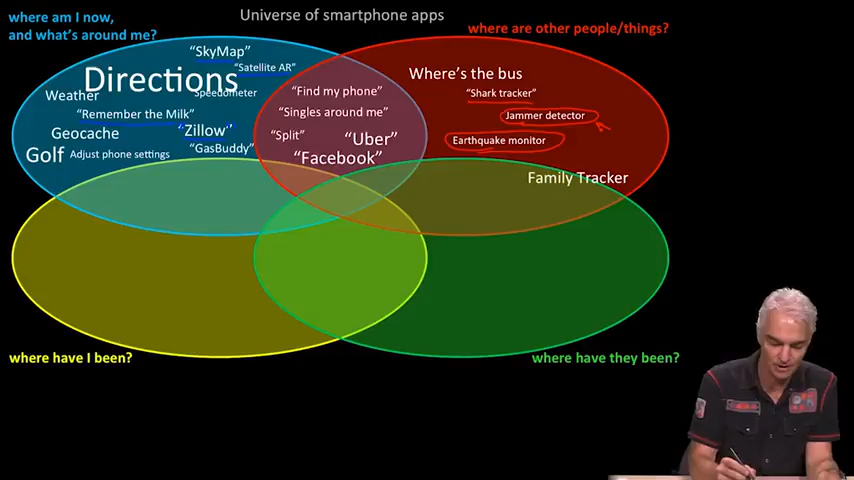 Universe of smartphone apps
where am I now,
and what's around me?
"SkyMap"
"Satellite AR"
Directions
Weather
Speedometer
"Remember the Milk"
Geocache
"Zillow"
Golf
Adjust phone settings
"GasBuddy"
"Find my phone"
"Singles around me"
"Split"
"Uber"
"Facebook"
where are other people/things?
Where's the bus
"Shark tracker"
Jammer detector
Earthquake monitor
Family Tracker
where have I been?
where have they been?